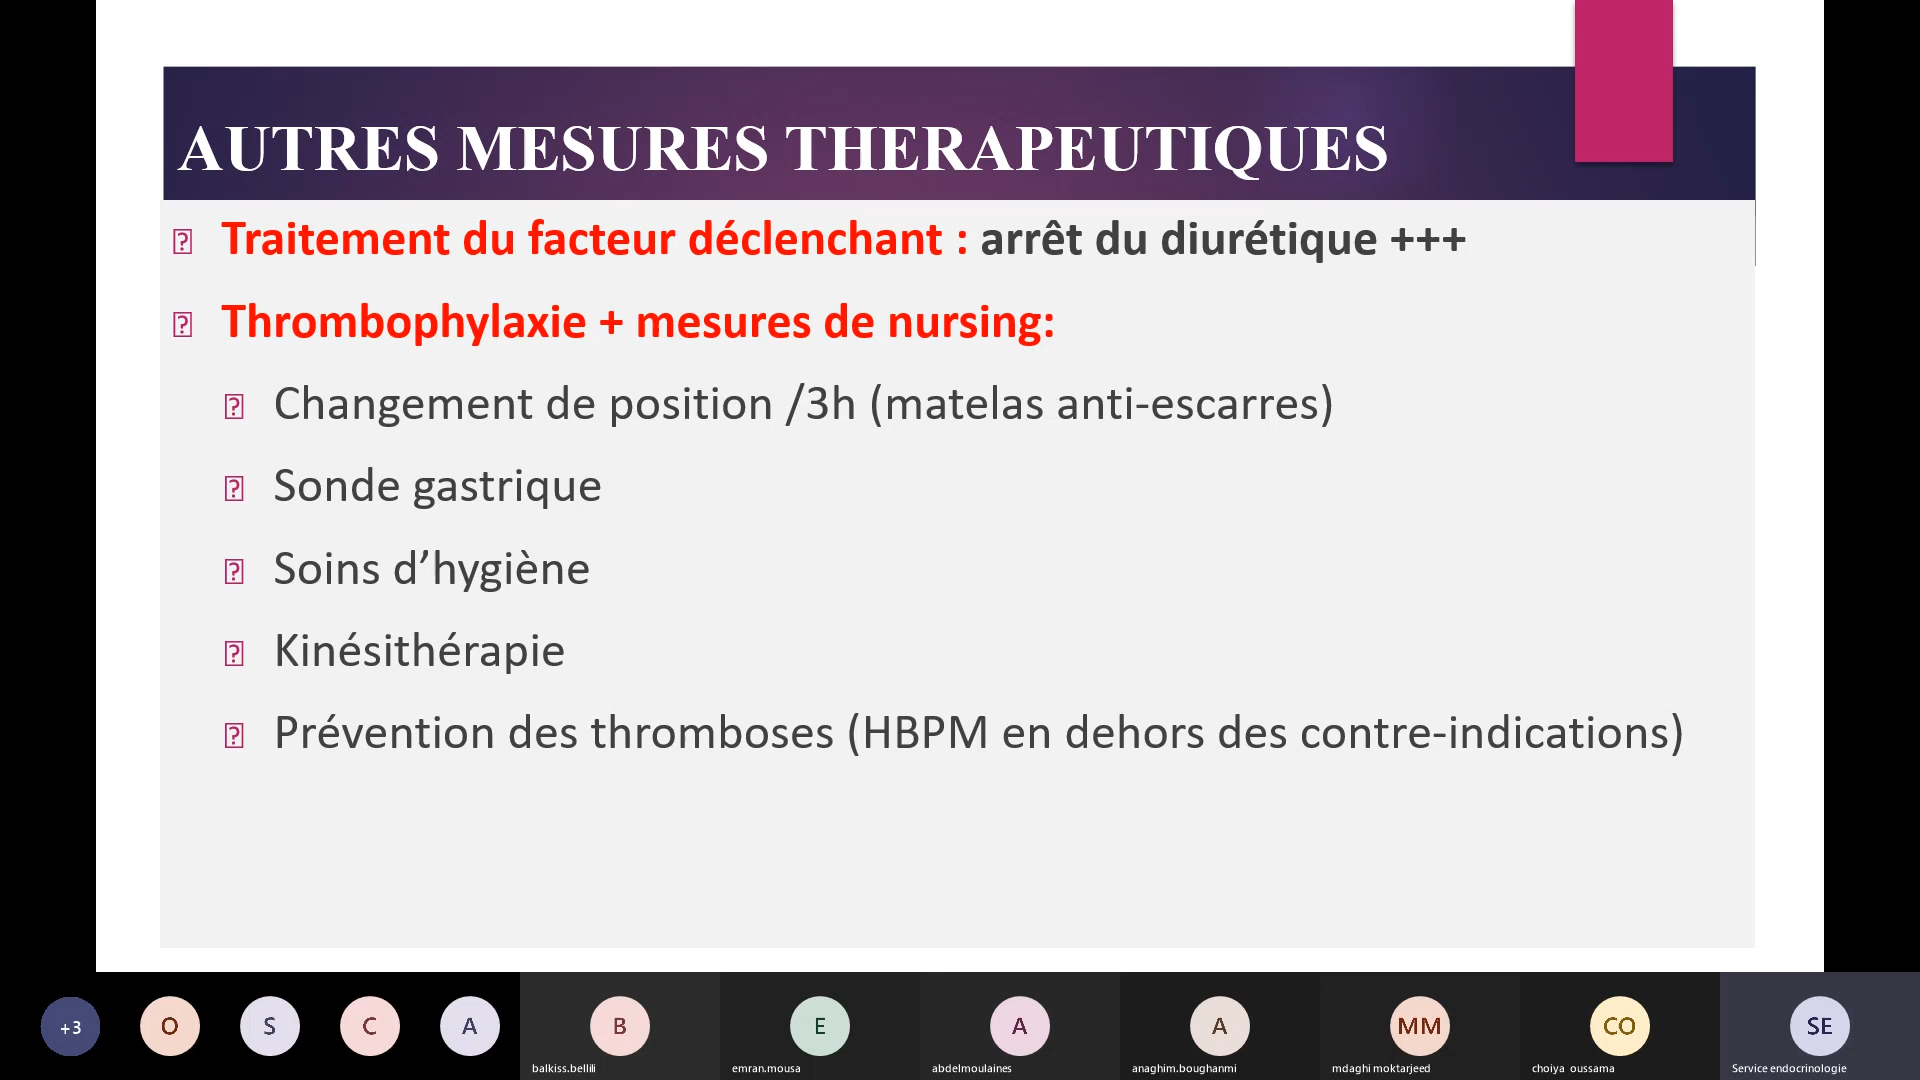 AUTRES MESURES THERAPEUTIQUES
Traitement du facteur déclenchant : arrêt du diurétique +++
Thrombophylaxie + mesures de nursing:
Changement de position /3h (matelas anti-escarres)
Sonde gastrique
Soins d’hygiène
Kinésithérapie
Prévention des thromboses (HBPM en dehors des contre-indications)
+3 O S C A B E A A MM CO SE
balkiss.bellili emran.mousa abdelmoulaines anaghim.boughanmi mdaghi moktarjeed choiya oussama Service endocrinologie